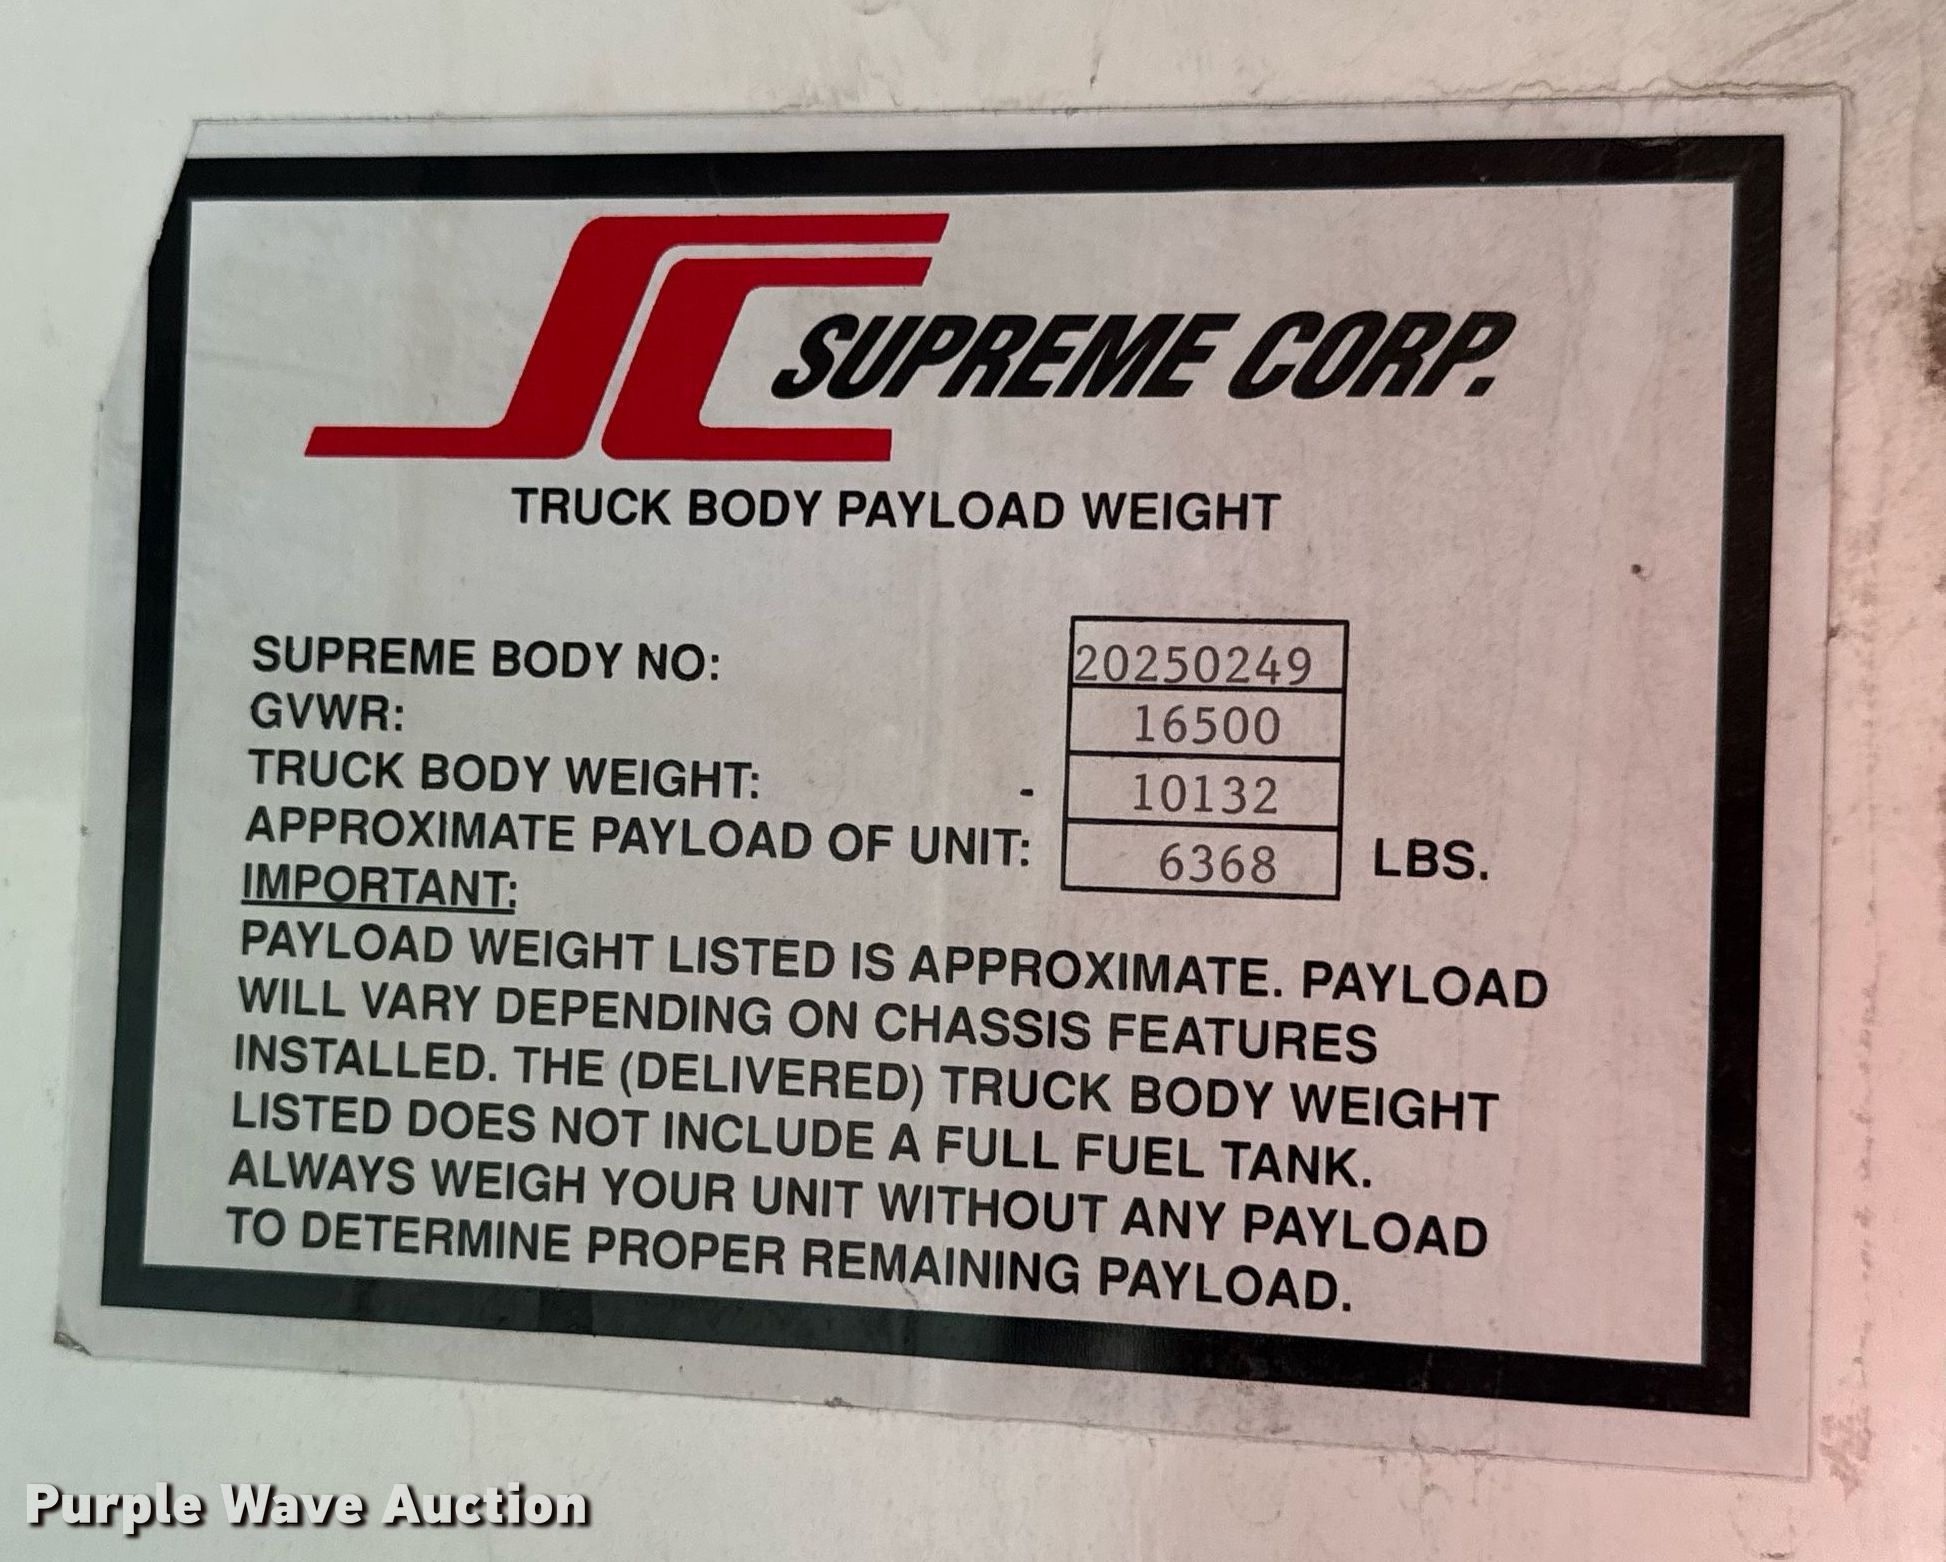 SC SUPREME CORP.
TRUCK BODY PAYLOAD WEIGHT
SUPREME BODY NO: 20250249
GVWR: 16500
TRUCK BODY WEIGHT: - 10132
APPROXIMATE PAYLOAD OF UNIT: 6368 LBS.
IMPORTANT:
PAYLOAD WEIGHT LISTED IS APPROXIMATE. PAYLOAD
WILL VARY DEPENDING ON CHASSIS FEATURES
INSTALLED. THE (DELIVERED) TRUCK BODY WEIGHT
LISTED DOES NOT INCLUDE A FULL FUEL TANK.
ALWAYS WEIGH YOUR UNIT WITHOUT ANY PAYLOAD
TO DETERMINE PROPER REMAINING PAYLOAD.
Purple Wave Auction